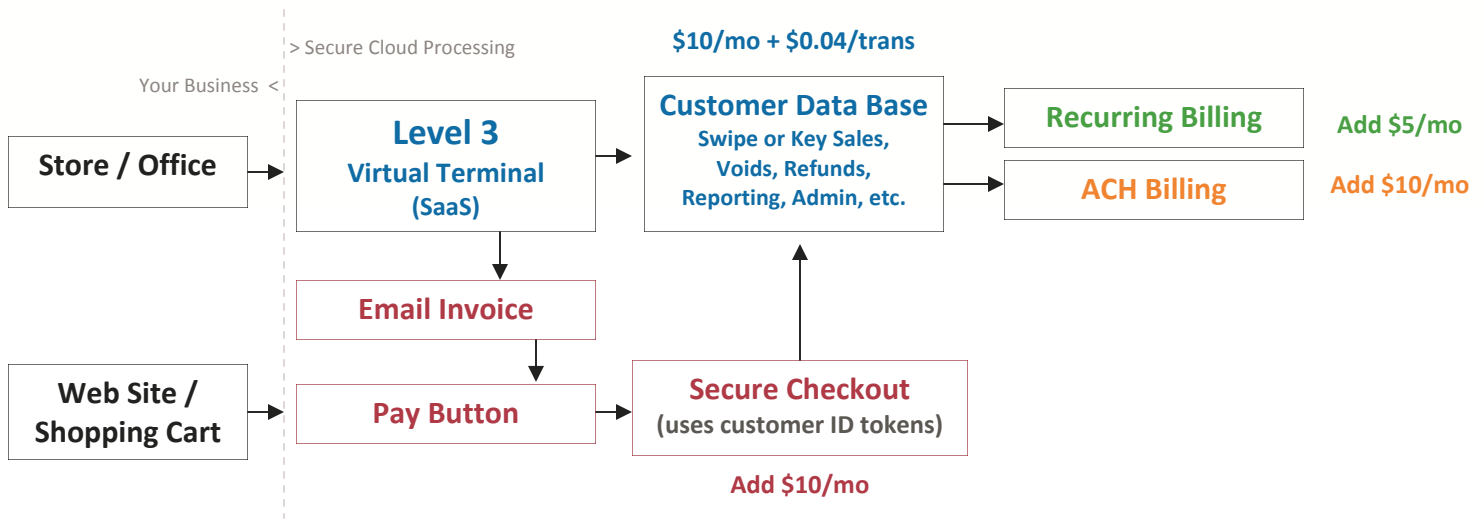 > Secure Cloud Processing
$10/mo + $0.04/trans
Your Business <
Store / Office
Level 3
Virtual Terminal
(SaaS)
Customer Data Base
Swipe or Key Sales,
Voids, Refunds,
Reporting, Admin, etc.
Recurring Billing
Add $5/mo
ACH Billing
Add $10/mo
Email Invoice
Web Site /
Shopping Cart
Pay Button
Secure Checkout
(uses customer ID tokens)
Add $10/mo